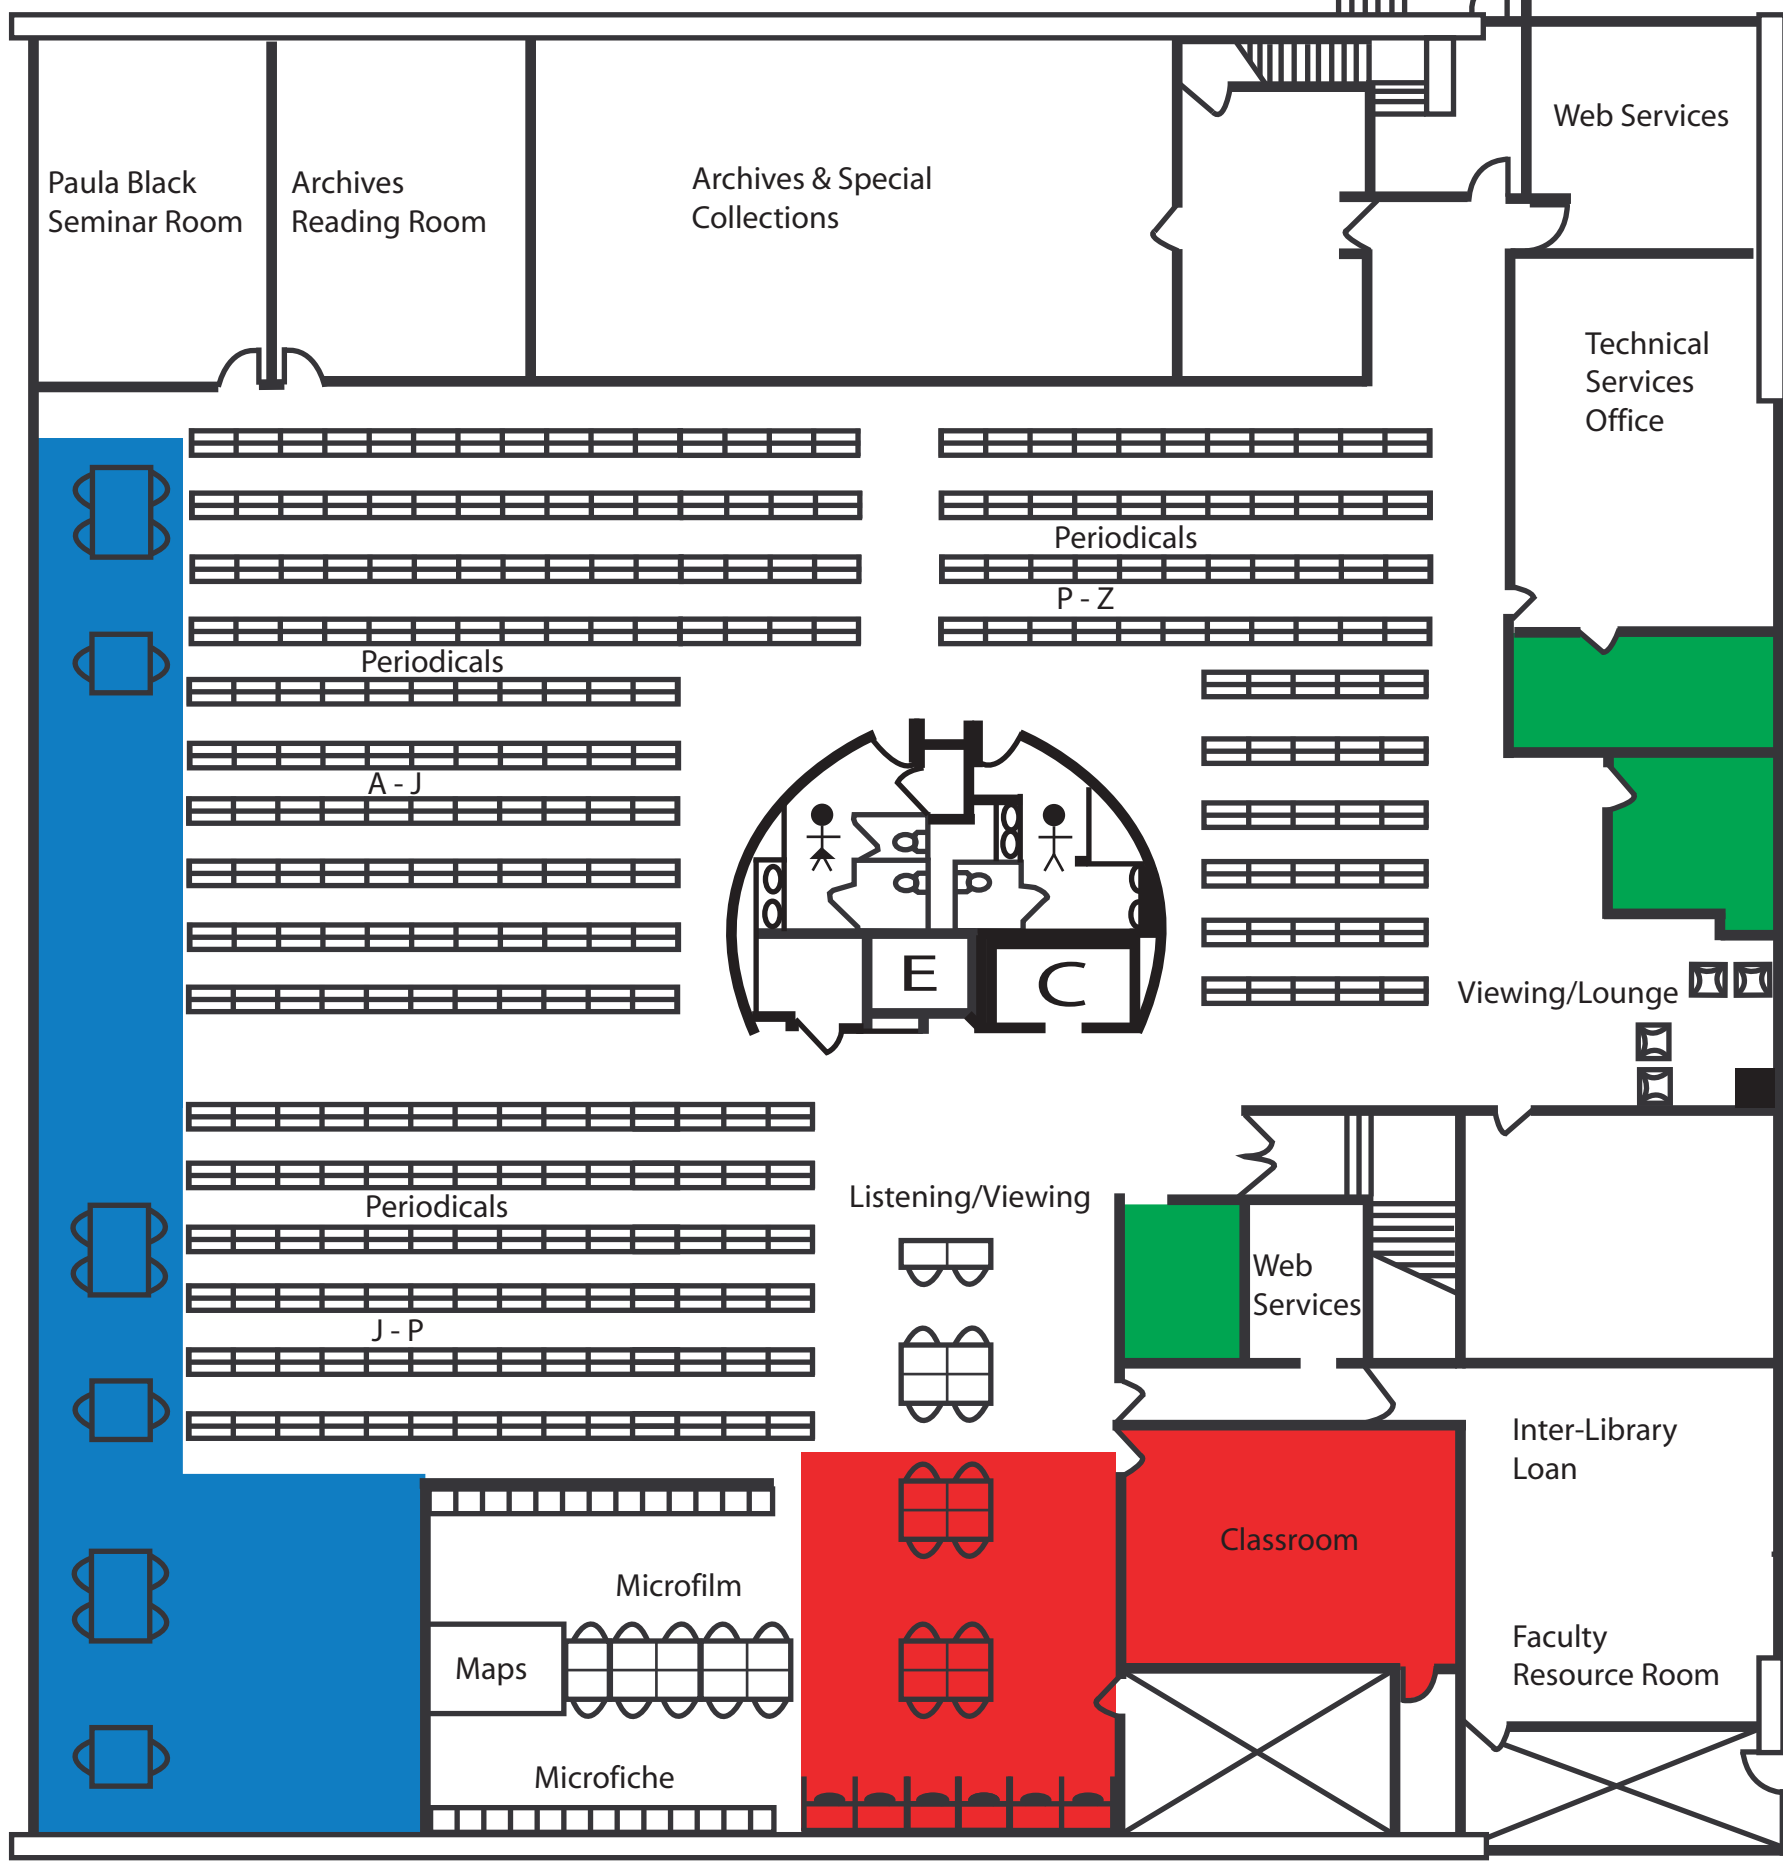 Web Services
Paula Black
Seminar Room
Archives
Reading Room
Archives & Special
Collections
Technical
Services
Office
Periodicals
P - Z
Periodicals
A - J
E
C
Viewing/Lounge
Periodicals
J - P
Listening/Viewing
Web
Services
Inter-Library
Loan
Classroom
Microfilm
Maps
Faculty
Resource Room
Microfiche